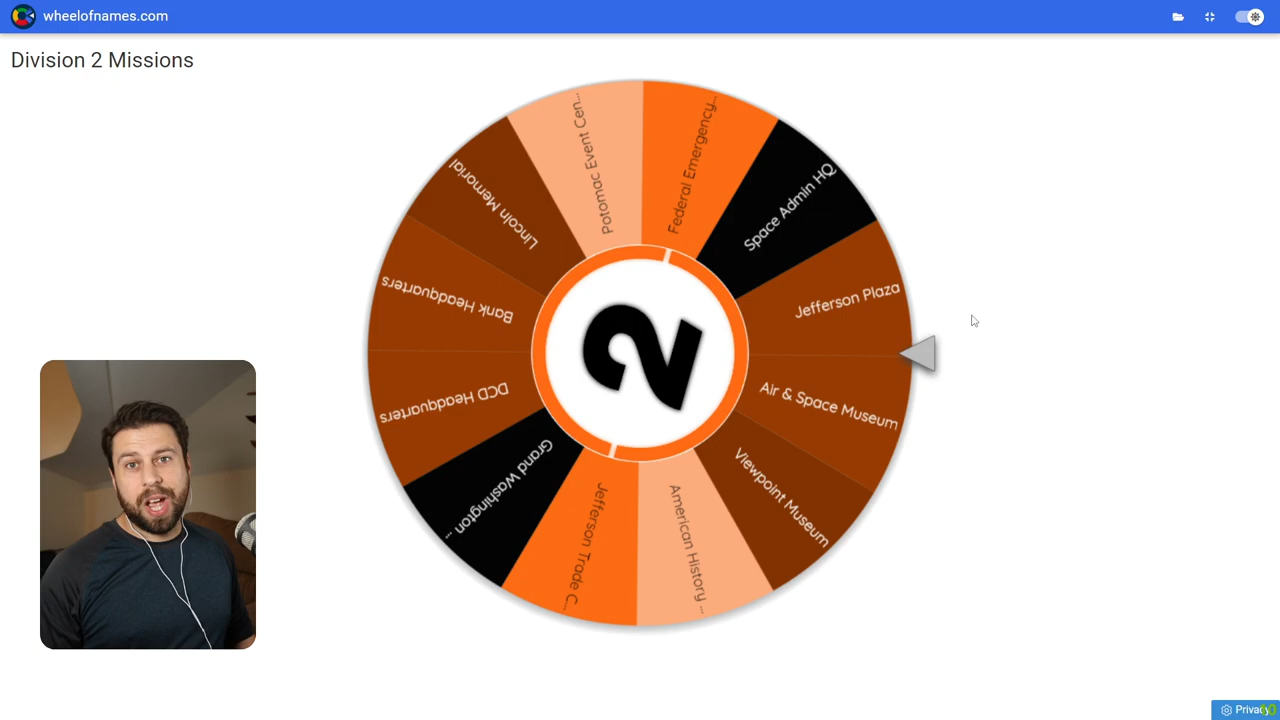 wheelofnames.com
Division 2 Missions
Potomac Event Cen...
Federal Emergency...
Space Admin HQ
Jefferson Plaza
Air & Space Museum
Viewpoint Museum
American History ...
Jefferson Trade C...
Grand Washington ...
DCD Headquarters
Bank Headquarters
Lincoln Memorial
2
Privacy